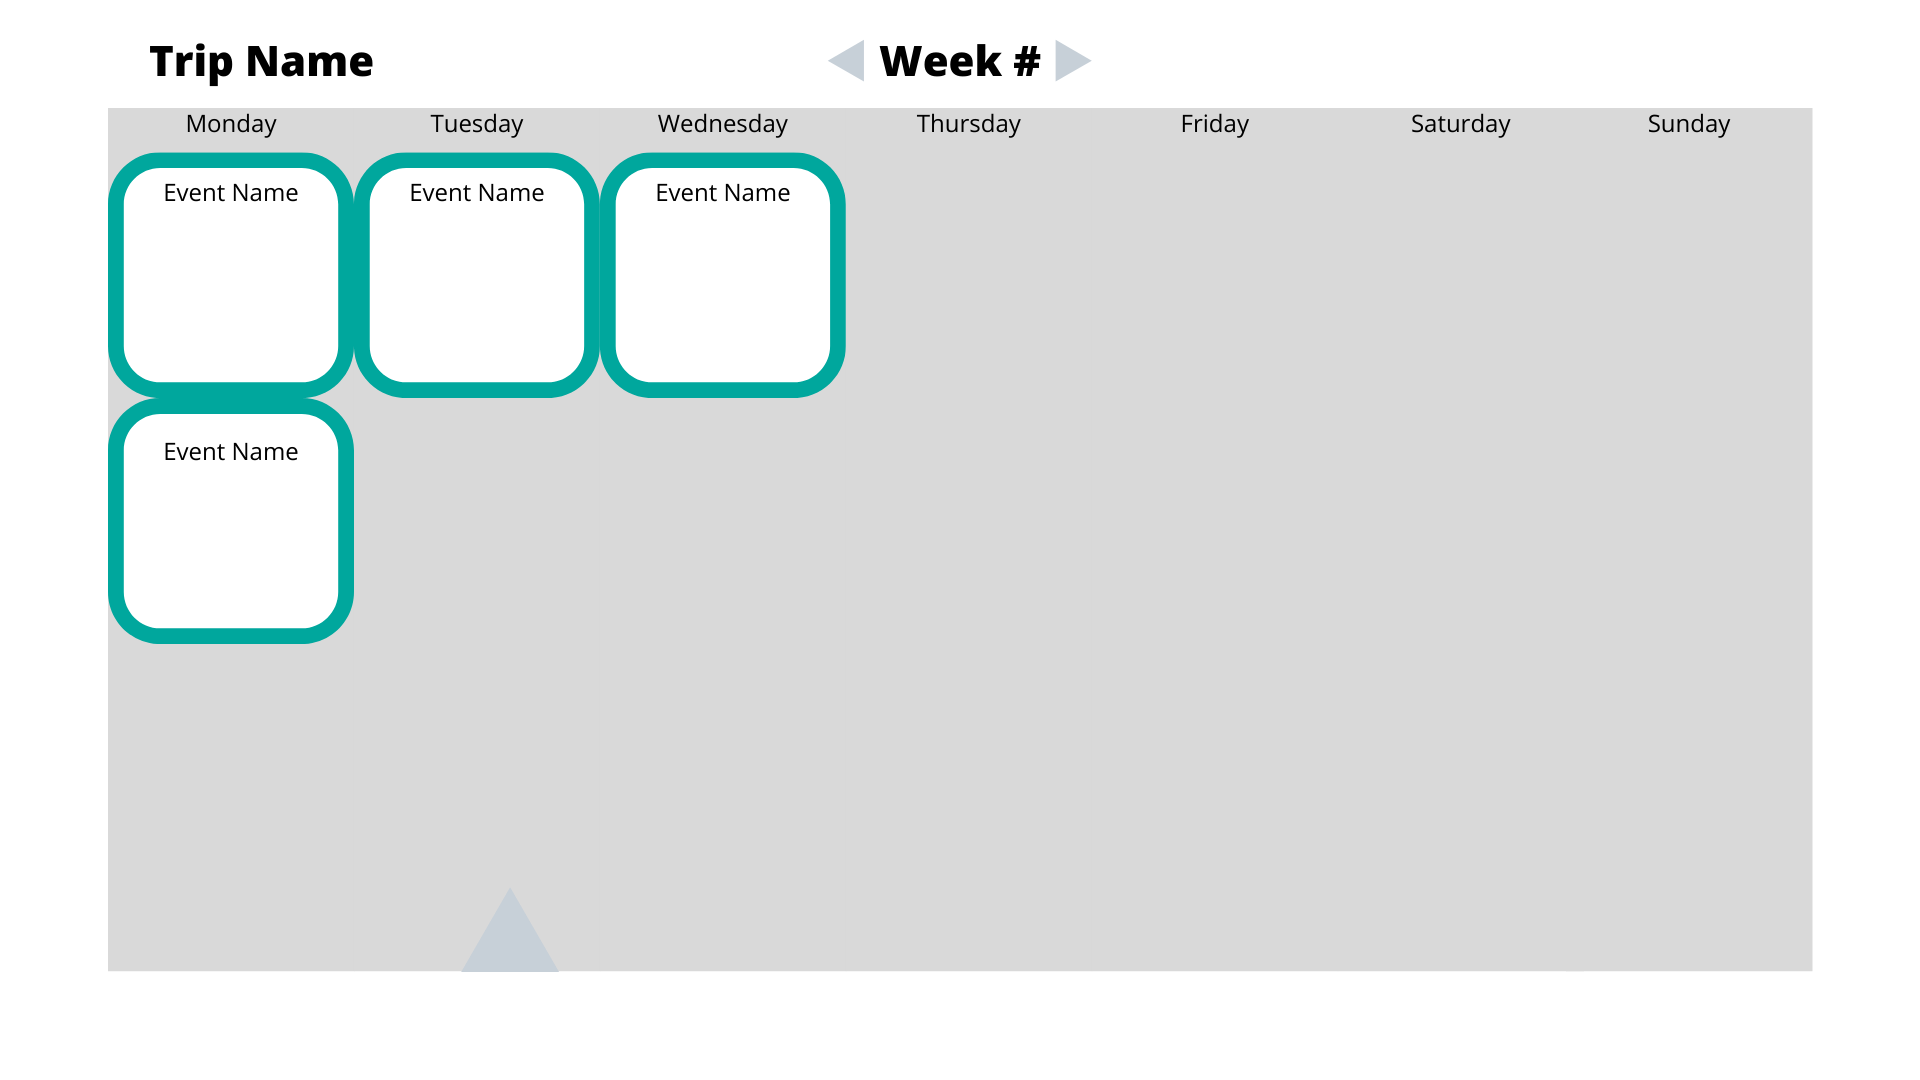 Trip Name
Week #
Monday
Tuesday
Wednesday
Thursday
Friday
Saturday
Sunday
Event Name
Event Name
Event Name
Event Name